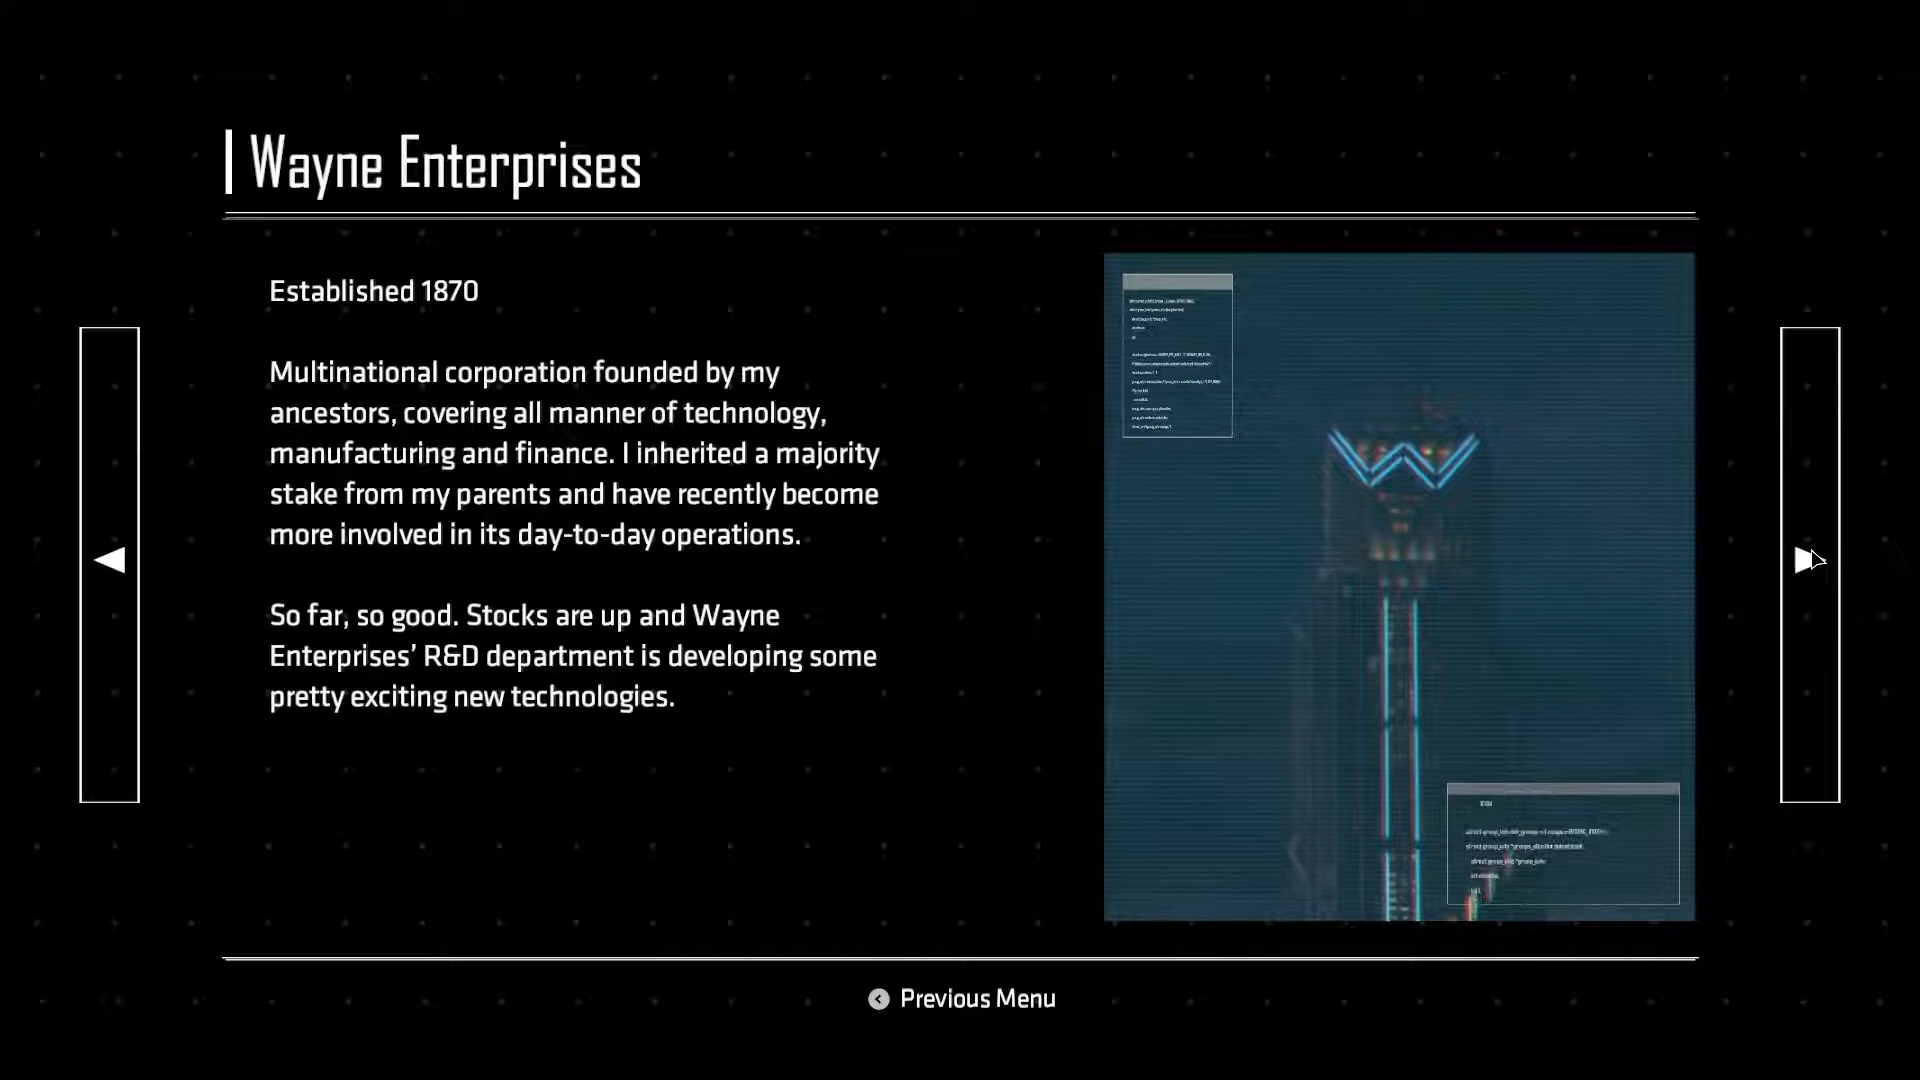 Wayne Enterprises
Established 1870
Multinational corporation founded by my
ancestors, covering all manner of technology,
manufacturing and finance. I inherited a majority
stake from my parents and have recently become
more involved in its day-to-day operations.
So far, so good. Stocks are up and Wayne
Enterprises’ R&D department is developing some
pretty exciting new technologies.
Previous Menu